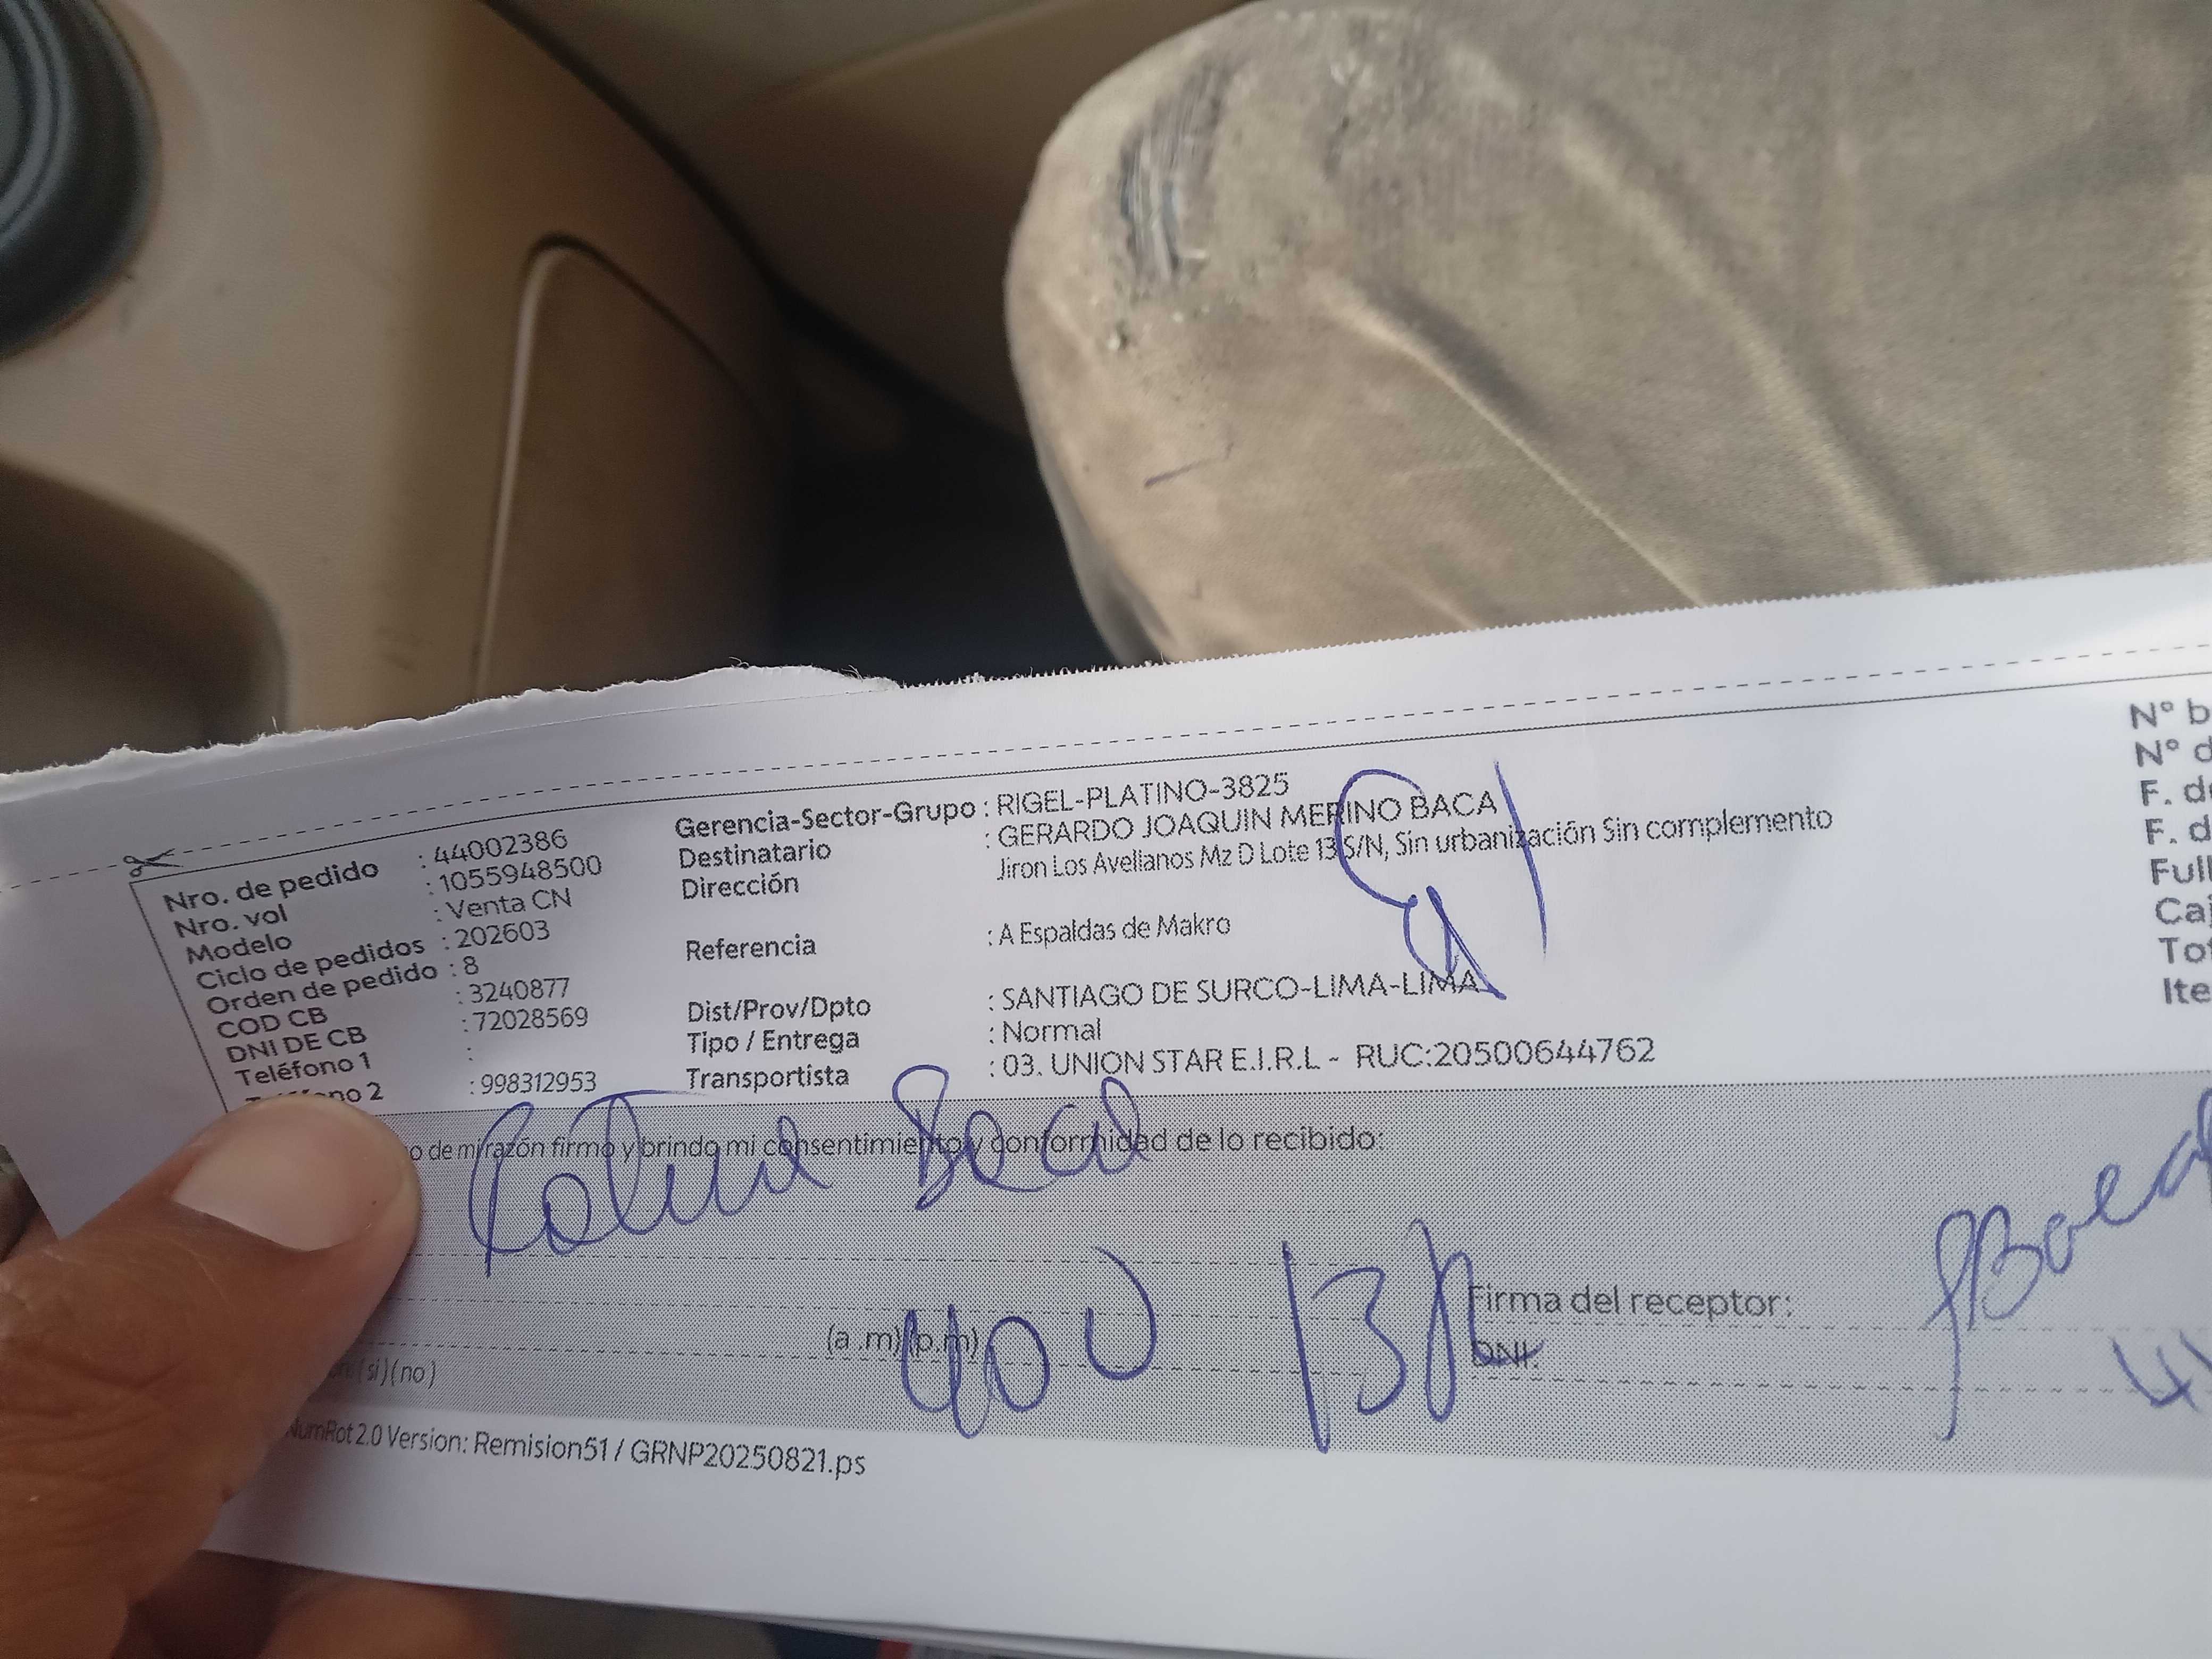 Nro. de pedido : 44002386
Nro. vol : 1055948500
Modelo : Venta CN
Ciclo de pedidos : 202603
Orden de pedido : 8
COD CB : 3240877
DNI DE CB : 72028569
Teléfono 1 :
no 2 : 998312953
Gerencia-Sector-Grupo : RIGEL-PLATINO-3825
Destinatario : GERARDO JOAQUIN MERINO BACA
Dirección Jiron Los Avellanos Mz D Lote 13 S/N, Sin urbanización Sin complemento
Referencia : A Espaldas de Makro
Dist/Prov/Dpto : SANTIAGO DE SURCO-LIMA-LIMA
Tipo / Entrega : Normal
Transportista : 03. UNION STAR E.I.R.L - RUC:20500644762
N° b
N° d
F. d
F. d
Full
Caj
Tot
Ite
o de mi razón firmo y brindo mi consentimiento y conformidad de lo recibido:
Baca
Firma del receptor:
(a .m) (p.m)
DNI:
(si) (no)
NumRot 2.0 Version: Remision51 / GRNP20250821.ps